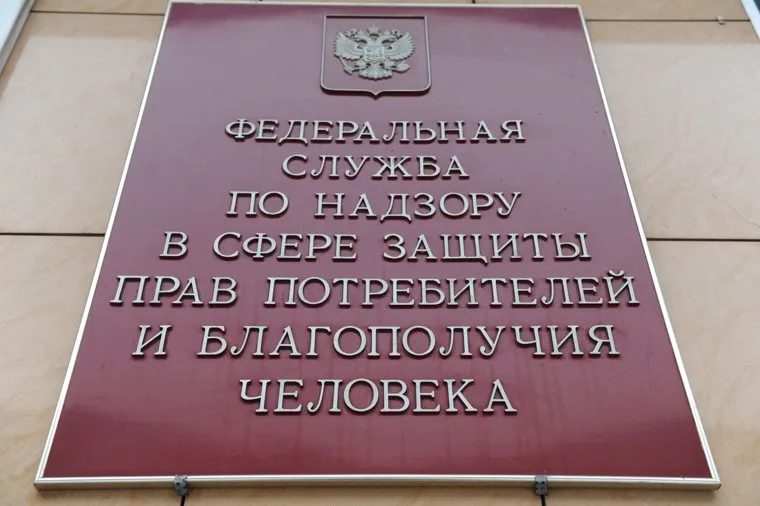 ФЕДЕРАЛЬНАЯ
СЛУЖБА
ПО НАДЗОРУ
В СФЕРЕ ЗАЩИТЫ
ПРАВ ПОТРЕБИТЕЛЕЙ
И БЛАГОПОЛУЧИЯ
ЧЕЛОВЕКА